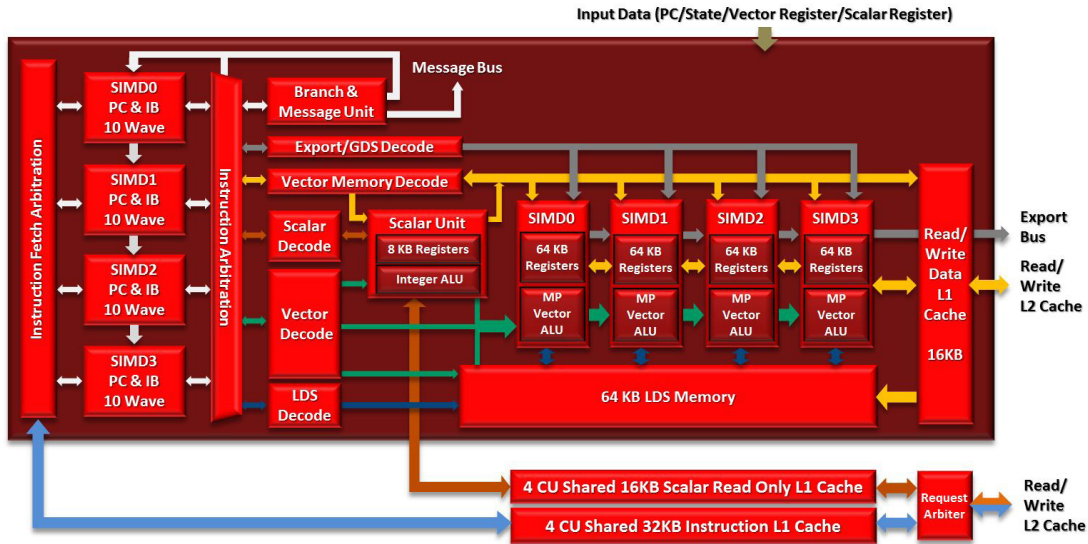 Input Data (PC/State/Vector Register/Scalar Register)
Message Bus
Instruction Fetch Arbitration
SIMD0
PC & IB
10 Wave
SIMD1
PC & IB
10 Wave
SIMD2
PC & IB
10 Wave
SIMD3
PC & IB
10 Wave
Instruction Arbitration
Branch &
Message Unit
Export/GDS Decode
Vector Memory Decode
Scalar
Decode
Scalar Unit
8 KB Registers
Integer ALU
Vector
Decode
LDS
Decode
SIMD0
64 KB
Registers
MP
Vector
ALU
SIMD1
64 KB
Registers
MP
Vector
ALU
SIMD2
64 KB
Registers
MP
Vector
ALU
SIMD3
64 KB
Registers
MP
Vector
ALU
64 KB LDS Memory
Read/
Write
Data
L1
Cache
16KB
Export
Bus
Read/
Write
L2 Cache
4 CU Shared 16KB Scalar Read Only L1 Cache
4 CU Shared 32KB Instruction L1 Cache
Request
Arbiter
Read/
Write
L2 Cache